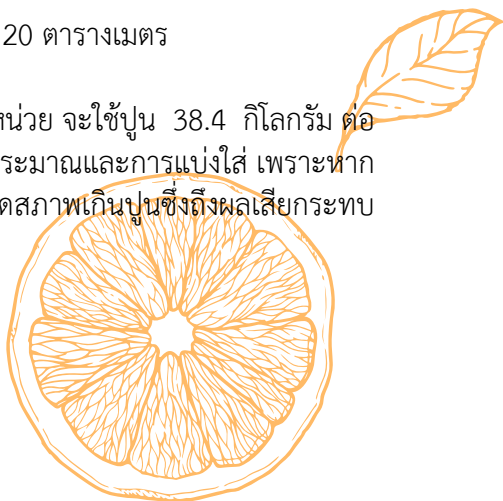 20 ตารางเมตร
หน่วย จะใช้ปูน 38.4 กิโลกรัม ต่อ
ระมาณและการแบ่งใส่ เพราะหาก
ดสภาพเกินปูนซึ่งถึงผลเสียกระทบ